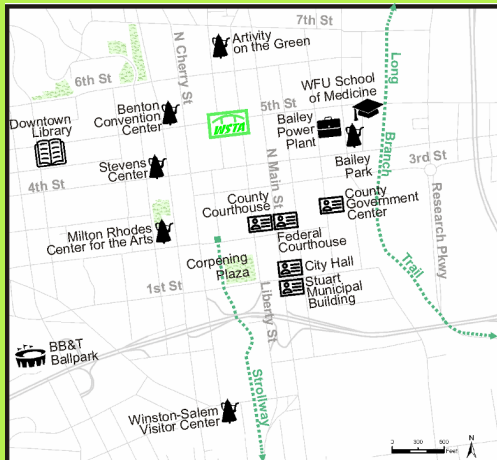 7th St
Artivity
on the Green
N Cherry St
Long
6th St
WFU School
of Medicine
Benton
Convention
Center
5th St
WSTA
Bailey
Power
Plant
Downtown
Library
Branch
3rd St
Bailey
Park
Stevens
Center
N Main St
4th St
County
Courthouse
County
Government
Center
Research Pkwy
Milton Rhodes
Center for the Arts
Federal
Courthouse
Corpening
Plaza
City Hall
Trail
1st St
Stuart
Municipal
Building
Liberty St
BB&T
Ballpark
Strollway
Winston-Salem
Visitor Center
N
0 300 600
Feet